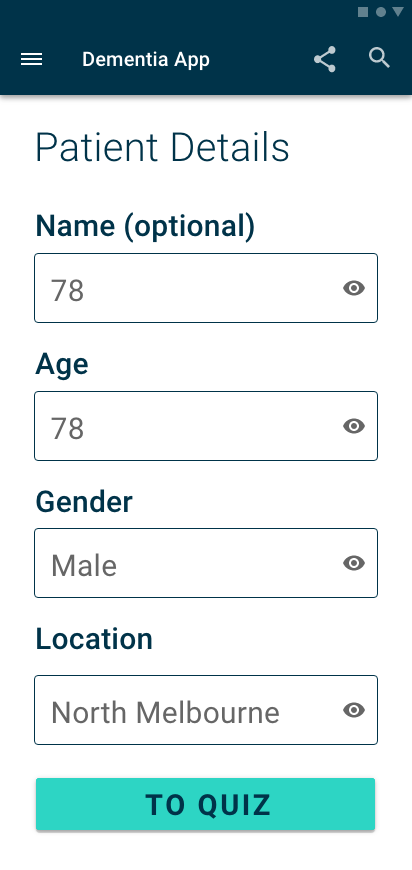 Dementia App
Patient Details
Name (optional)
78
Age
78
Gender
Male
Location
North Melbourne
TO QUIZ